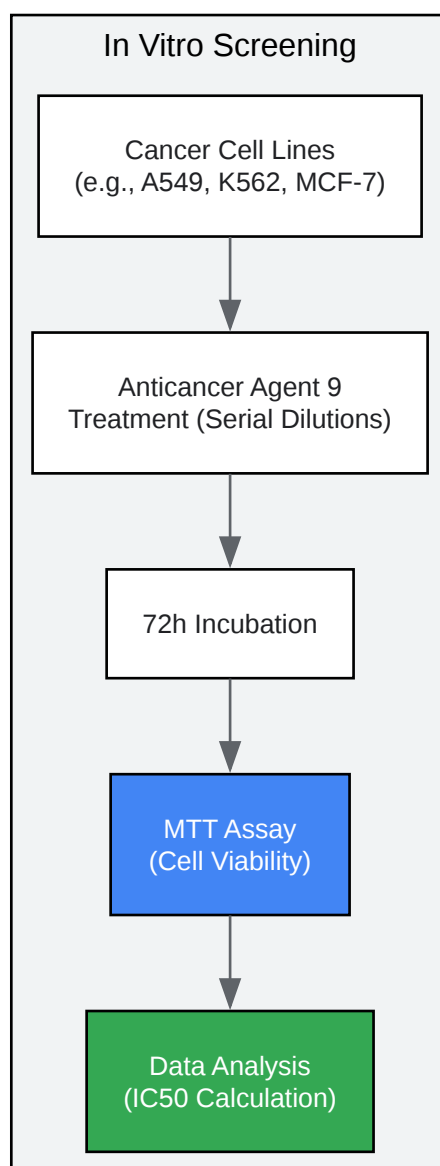 In Vitro Screening
Cancer Cell Lines
(e.g., A549, K562, MCF-7)
Anticancer Agent 9
Treatment (Serial Dilutions)
72h Incubation
MTT Assay
(Cell Viability)
Data Analysis
(IC50 Calculation)